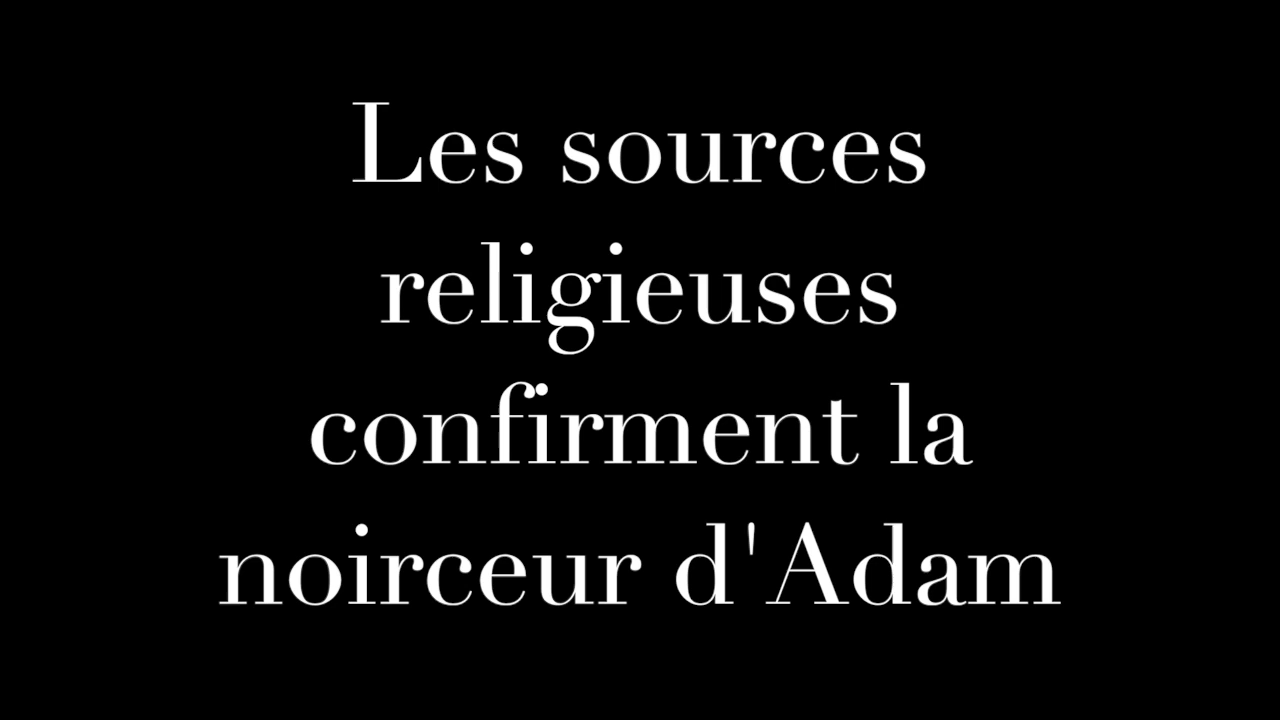 Les sources
religieuses
confirment la
noirceur d'Adam